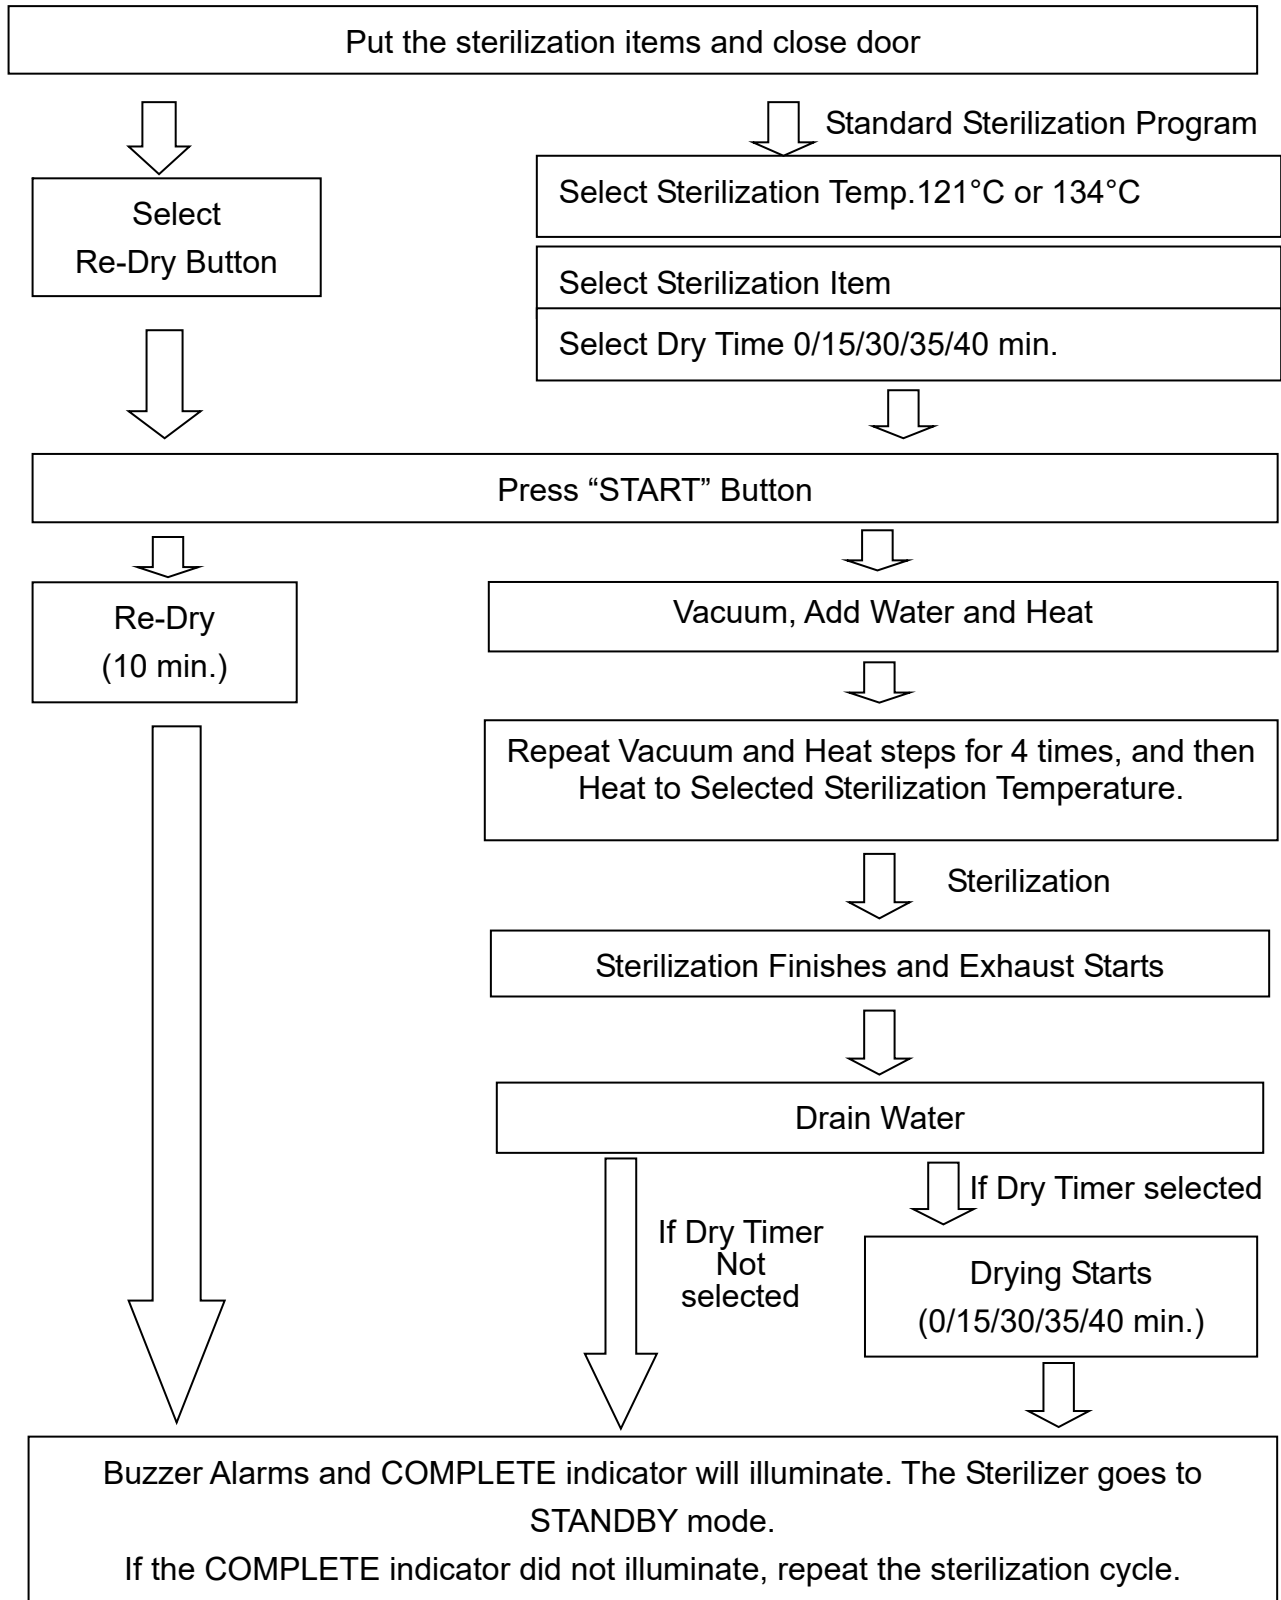 Put the sterilization items and close door
Standard Sterilization Program
Select
Re-Dry Button
Select Sterilization Temp.121°C or 134°C
Select Sterilization Item
Select Dry Time 0/15/30/35/40 min.
Press “START” Button
Re-Dry
(10 min.)
Vacuum, Add Water and Heat
Repeat Vacuum and Heat steps for 4 times, and then
Heat to Selected Sterilization Temperature.
Sterilization
Sterilization Finishes and Exhaust Starts
Drain Water
If Dry Timer selected
If Dry Timer
Not
selected
Drying Starts
(0/15/30/35/40 min.)
Buzzer Alarms and COMPLETE indicator will illuminate. The Sterilizer goes to
STANDBY mode.
If the COMPLETE indicator did not illuminate, repeat the sterilization cycle.